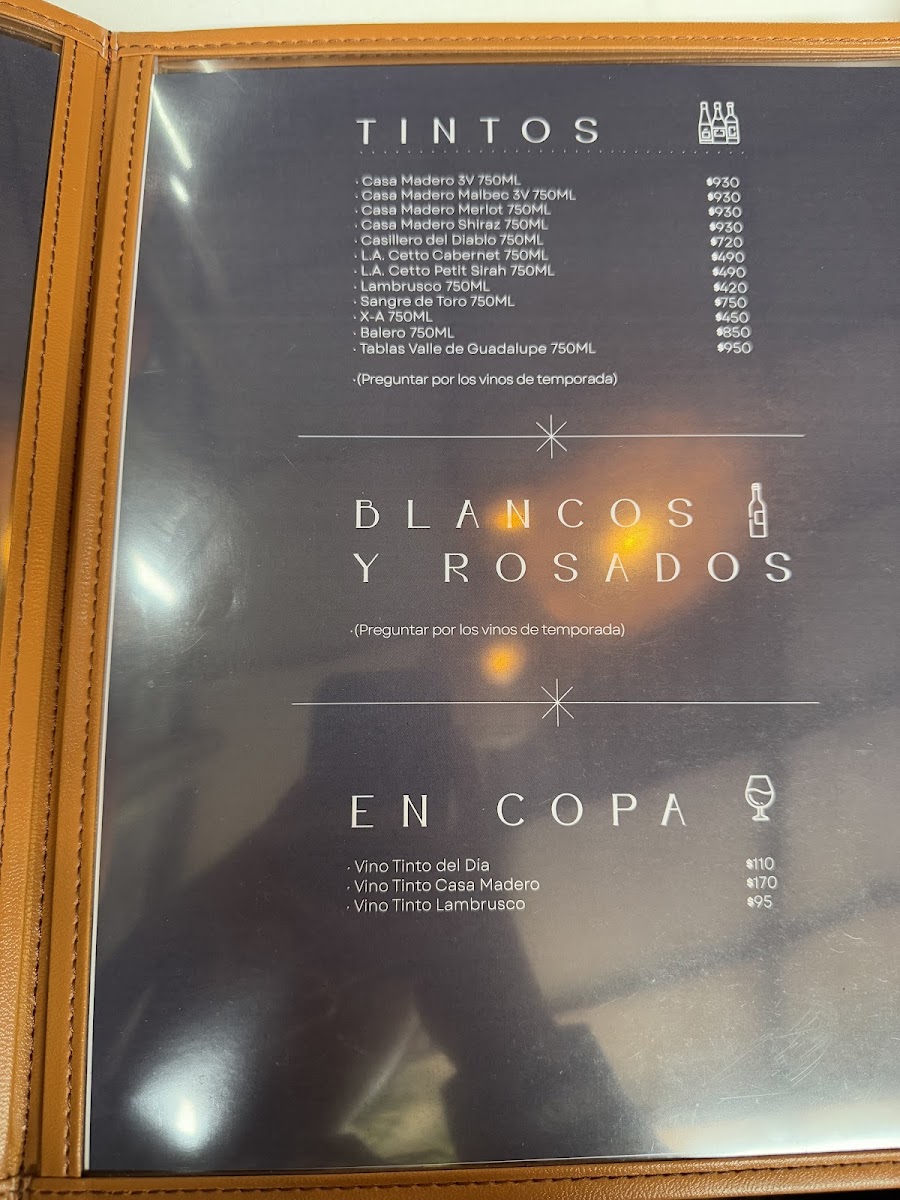 TINTOS
· Casa Madero 3V 750ML $930
· Casa Madero Malbec 3V 750ML $930
· Casa Madero Merlot 750ML $930
· Casa Madero Shiraz 750ML $930
· Casillero del Diablo 750ML $720
· L.A. Cetto Cabernet 750ML $490
· L.A. Cetto Petit Sirah 750ML $490
· Lambrusco 750ML $420
· Sangre de Toro 750ML $750
· X-A 750ML $450
· Balero 750ML $850
· Tablas Valle de Guadalupe 750ML $950
·(Preguntar por los vinos de temporada)
BLANCOS
Y ROSADOS
·(Preguntar por los vinos de temporada)
EN COPA
· Vino Tinto del Dia $110
· Vino Tinto Casa Madero $170
· Vino Tinto Lambrusco $95